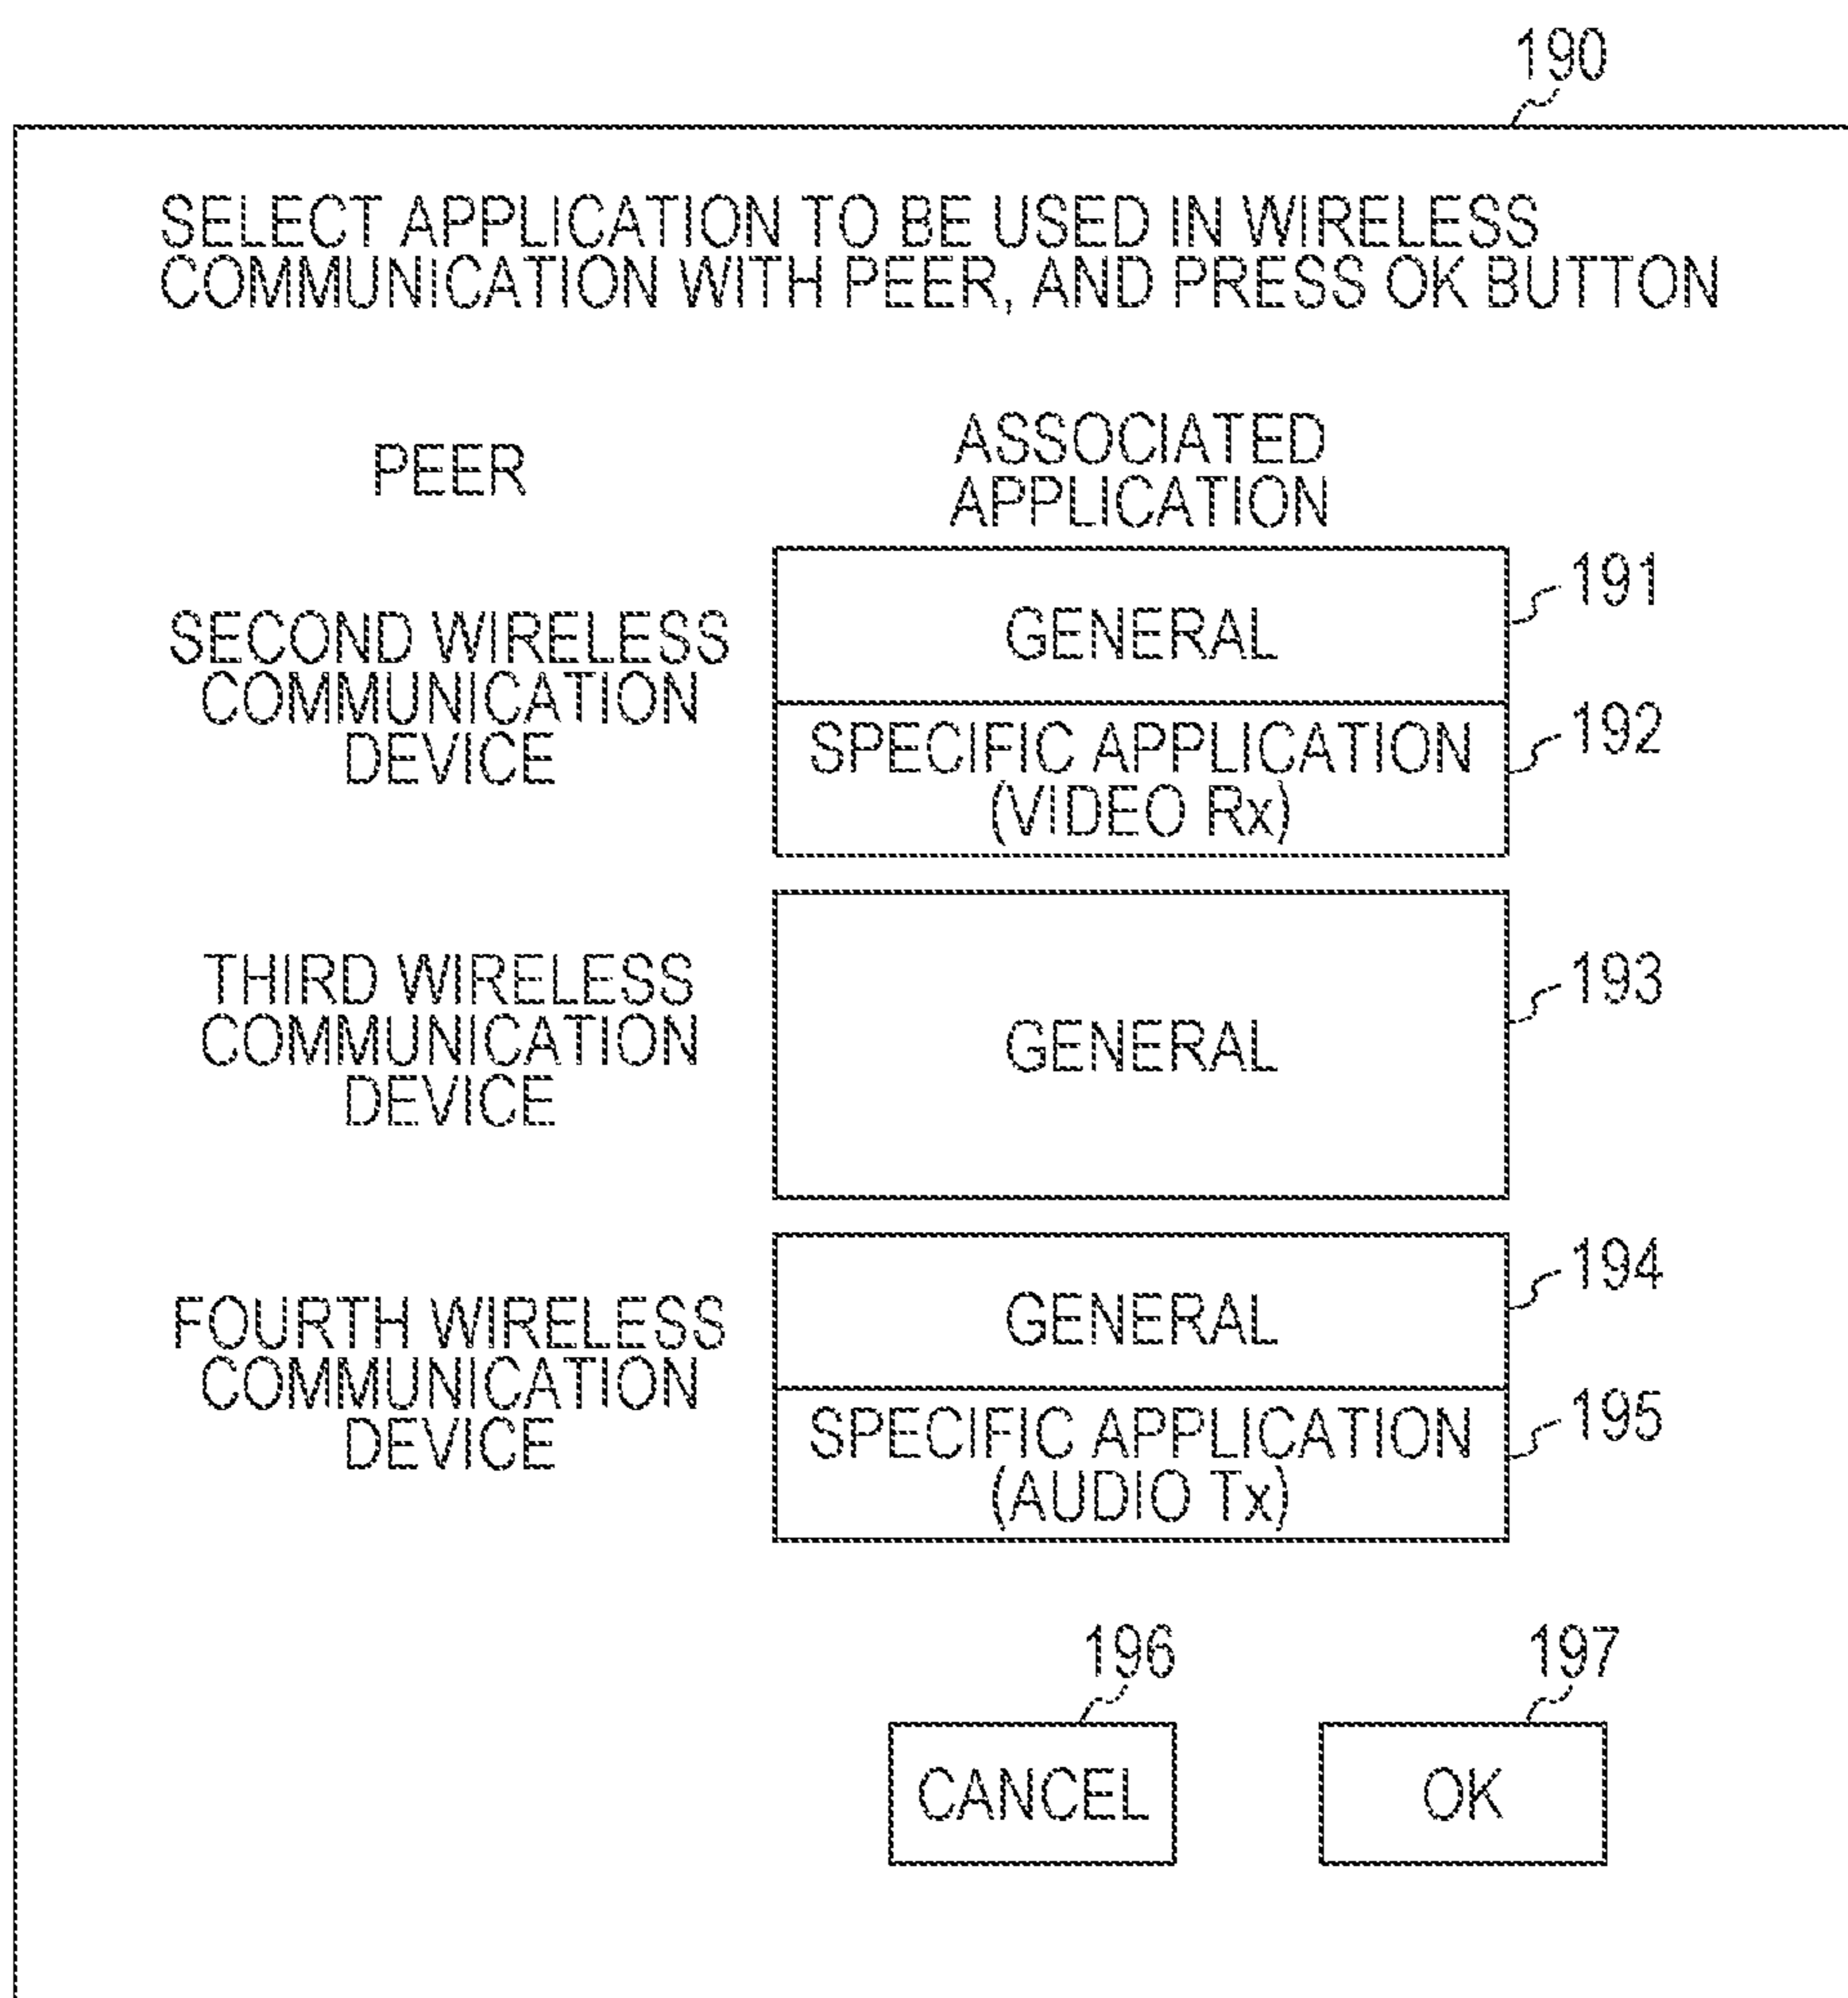 190
SELECT APPLICATION TO BE USED IN WIRELESS
COMMUNICATION WITH PEER, AND PRESS OK BUTTON
PEER
ASSOCIATED
APPLICATION
SECOND WIRELESS
COMMUNICATION
DEVICE
GENERAL
191
SPECIFIC APPLICATION
(VIDEO Rx)
192
THIRD WIRELESS
COMMUNICATION
DEVICE
GENERAL
193
FOURTH WIRELESS
COMMUNICATION
DEVICE
GENERAL
194
SPECIFIC APPLICATION
(AUDIO Tx)
195
196
197
CANCEL
OK